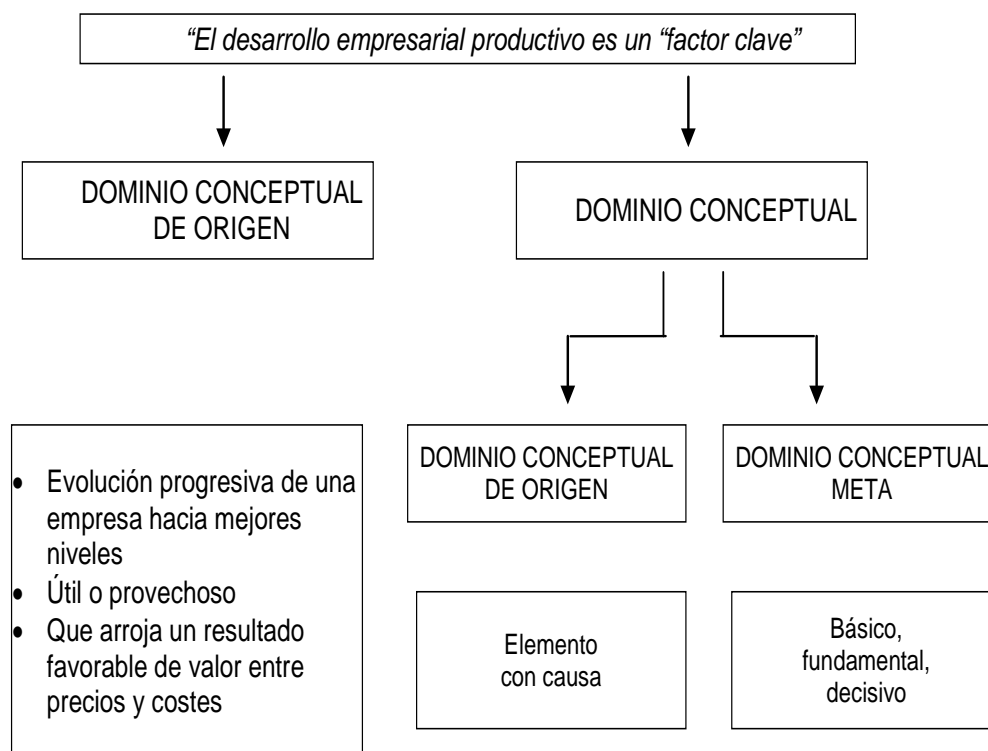 “El desarrollo empresarial productivo es un “factor clave”
DOMINIO CONCEPTUAL
DE ORIGEN
DOMINIO CONCEPTUAL
• Evolución progresiva de una
empresa hacia mejores
niveles
• Útil o provechoso
• Que arroja un resultado
favorable de valor entre
precios y costes
DOMINIO CONCEPTUAL
DE ORIGEN
DOMINIO CONCEPTUAL
META
Elemento
con causa
Básico,
fundamental,
decisivo